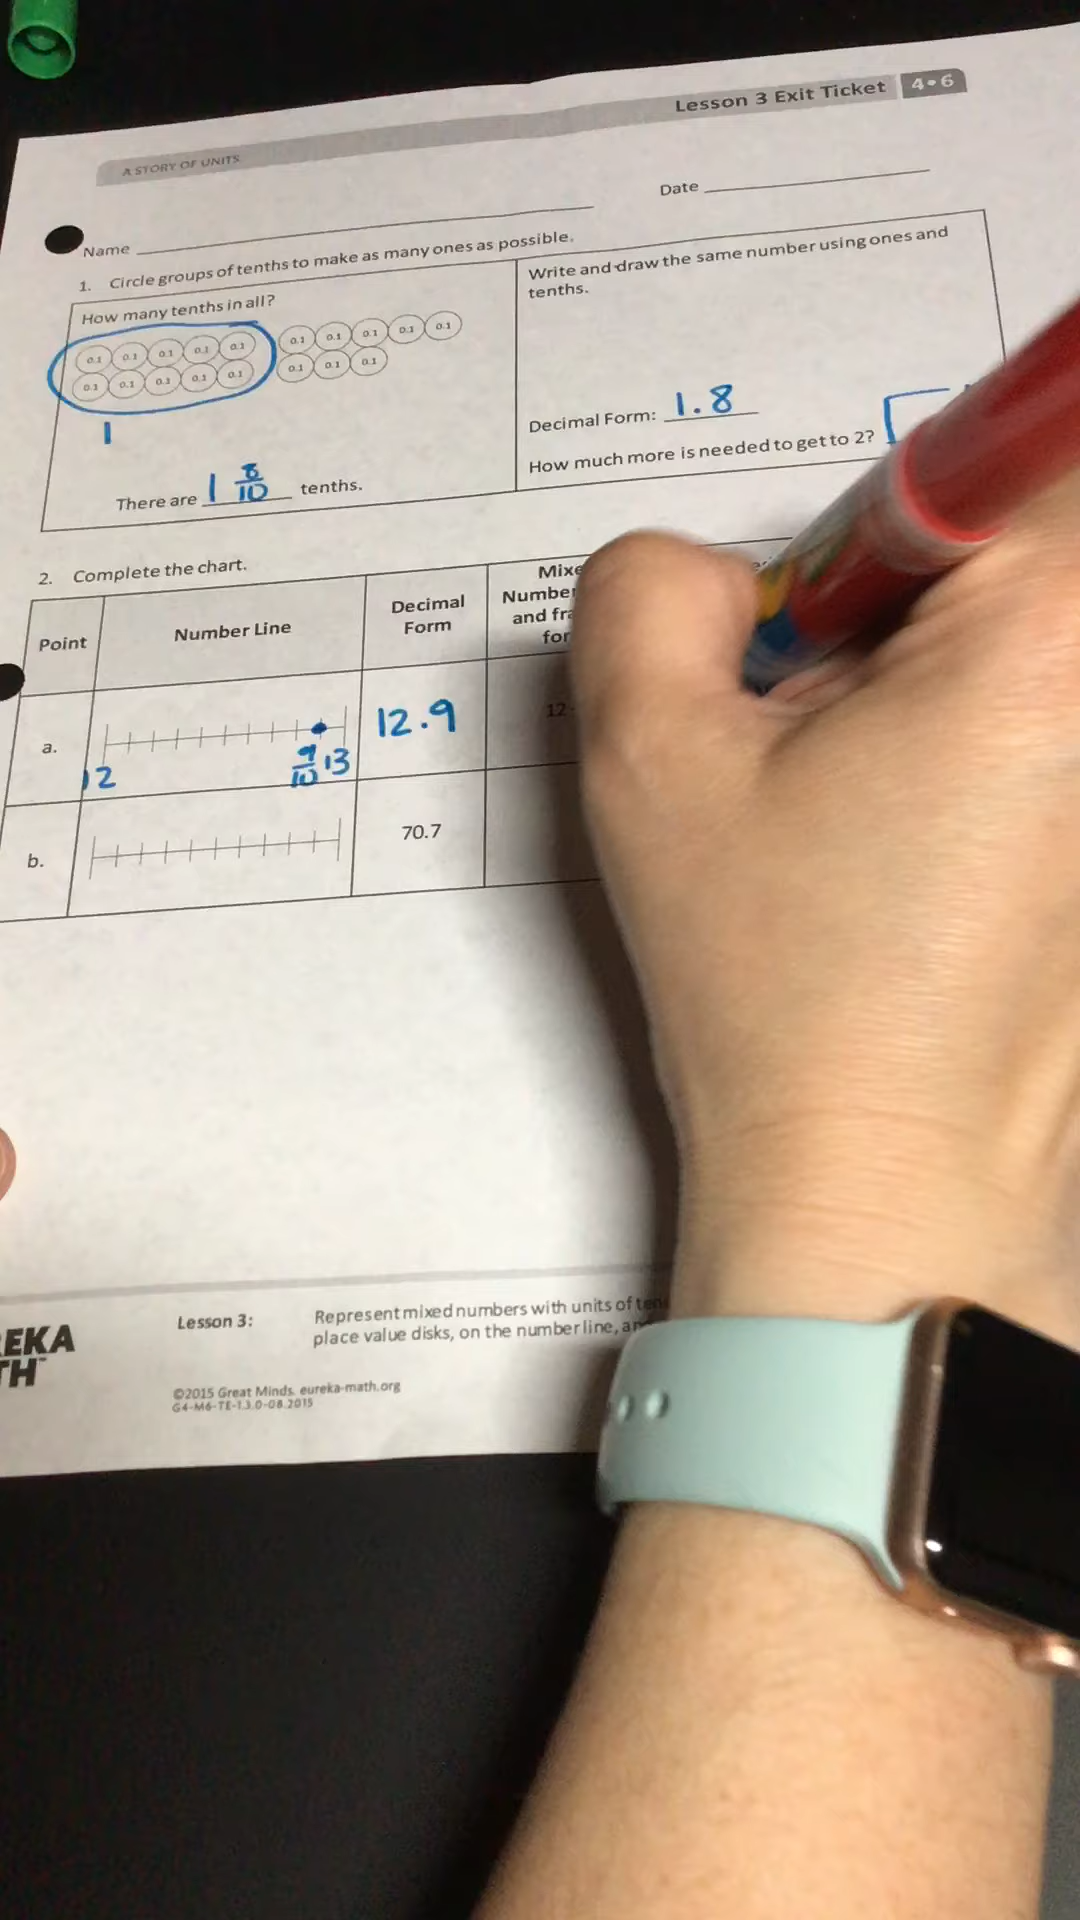 Lesson 3 Exit Ticket 4•6
A STORY OF UNITS
Name
Date
1. Circle groups of tenths to make as many ones as possible.
How many tenths in all?
0.1 0.1 0.1 0.1 0.1 0.1 0.1 0.1 0.1 0.1
0.1 0.1 0.1 0.1 0.1 0.1 0.1 0.1
1
There are 1 8/10 tenths.
Write and draw the same number using ones and
tenths.
Decimal Form: 1.8
How much more is needed to get to 2?
2. Complete the chart.
Point
Number Line
Decimal
Form
Number
and
a.
12 9/10 13
12.9
12
b.
70.7
Lesson 3:
Represent mixed numbers with units of
place value disks, on the number line,
©2015 Great Minds. eureka-math.org
G4-M6-TE-1.3.0-08.2015